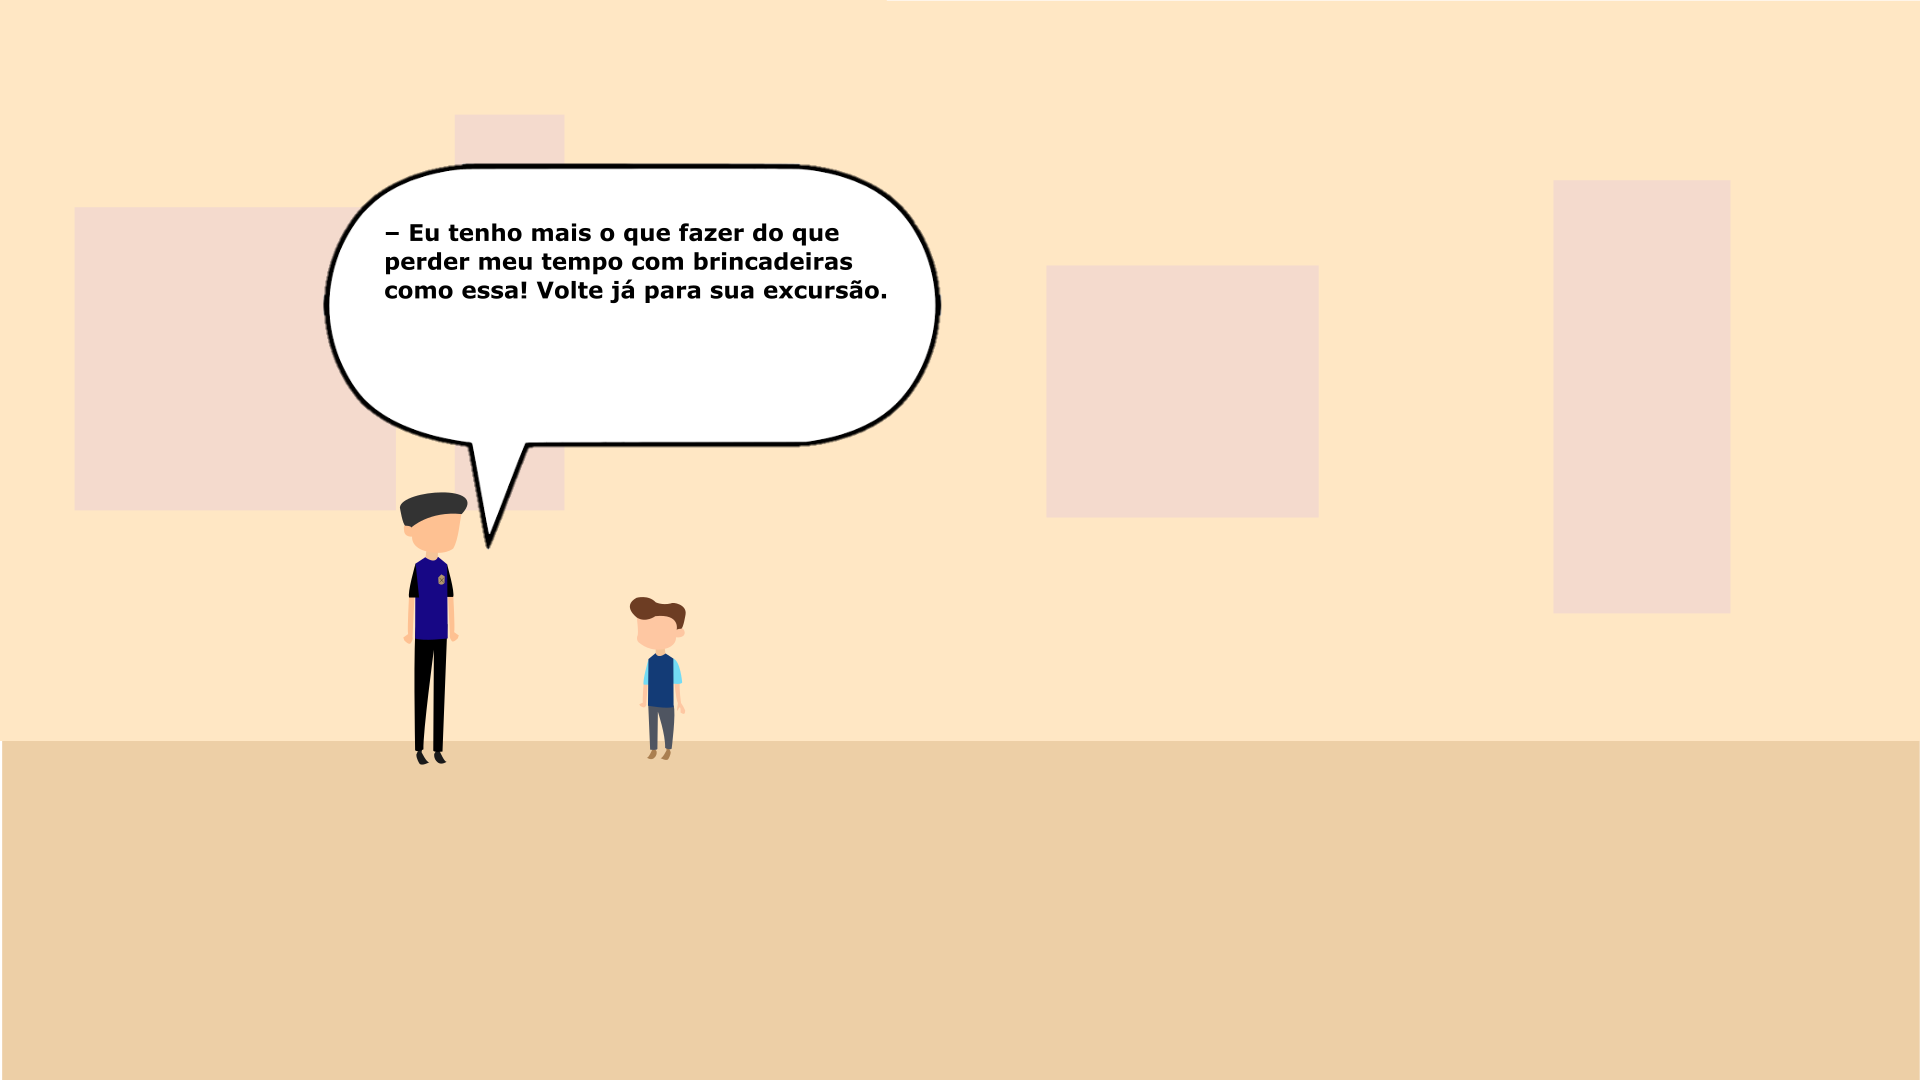 – Eu tenho mais o que fazer do que
perder meu tempo com brincadeiras
como essa! Volte já para sua excursão.